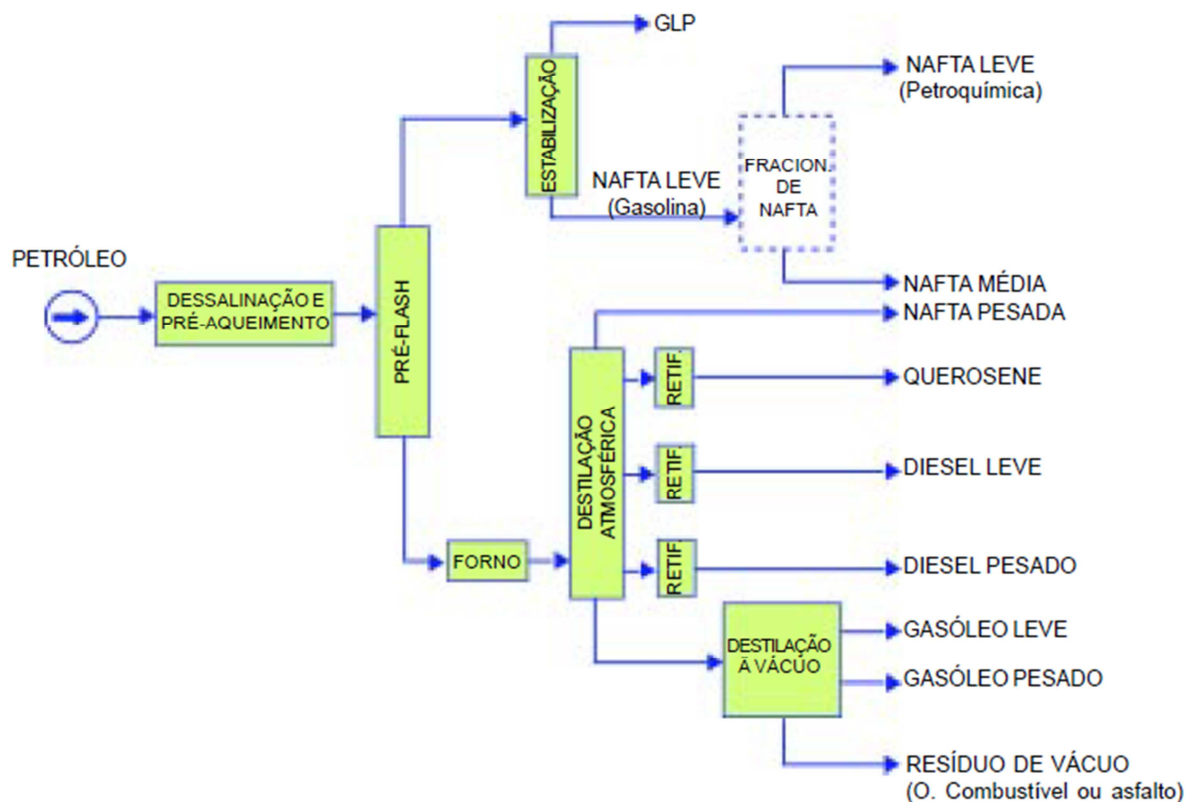 GLP
NAFTA LEVE
(Petroquímica)
ESTABILIZAÇÃO
FRACION.
DE
NAFTA
NAFTA LEVE
(Gasolina)
PETRÓLEO
DESSALINAÇÃO E
PRÉ-AQUEIMENTO
PRÉ-FLASH
NAFTA MÉDIA
NAFTA PESADA
DESTILAÇÃO
ATMOSFÉRICA
RETIF.
QUEROSENE
RETIF.
DIESEL LEVE
FORNO
RETIF.
DIESEL PESADO
DESTILAÇÃO
À VÁCUO
GASÓLEO LEVE
GASÓLEO PESADO
RESÍDUO DE VÁCUO
(O. Combustível ou asfalto)